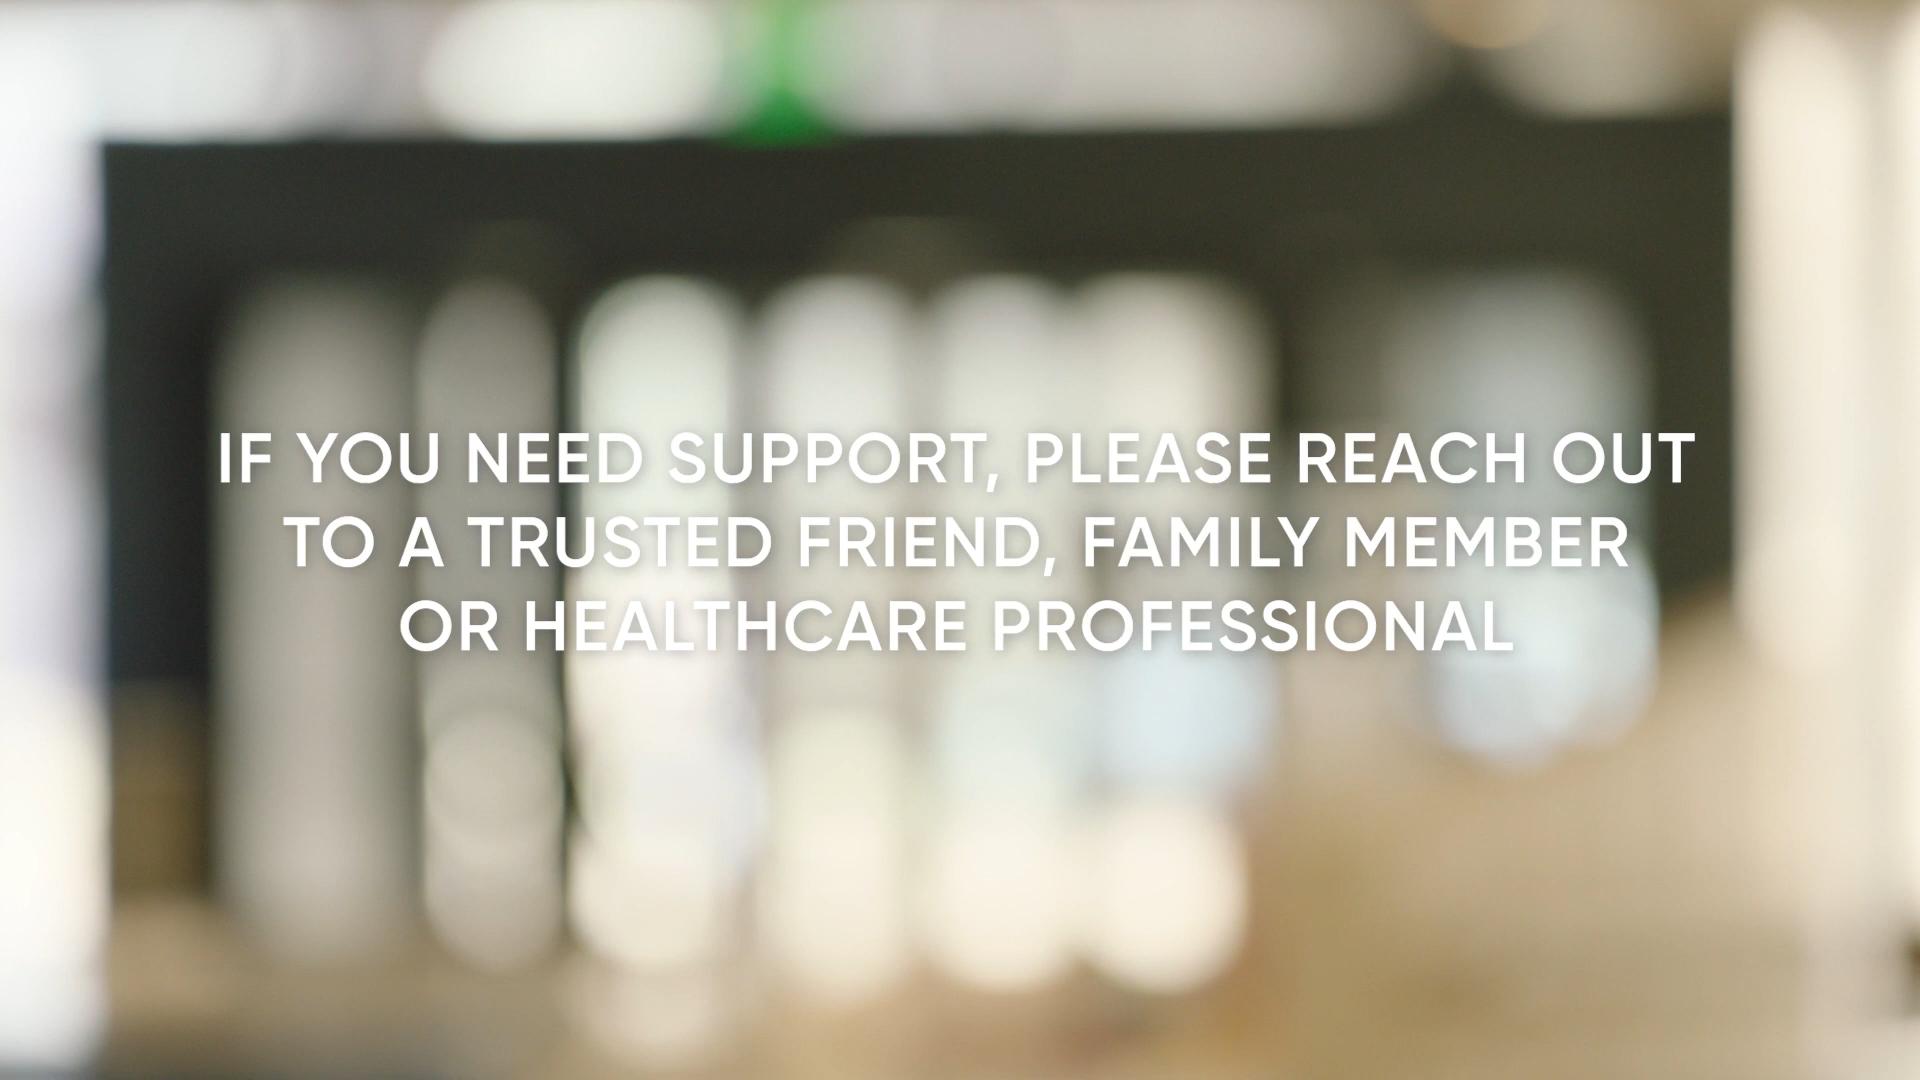 IF YOU NEED SUPPORT, PLEASE REACH OUT
TO A TRUSTED FRIEND, FAMILY MEMBER
OR HEALTHCARE PROFESSIONAL